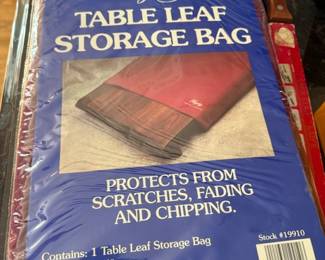 TABLE LEAF
STORAGE BAG
PROTECTS FROM
SCRATCHES, FADING
AND CHIPPING.
Stock #19910
Contains: 1 Table Leaf Storage Bag